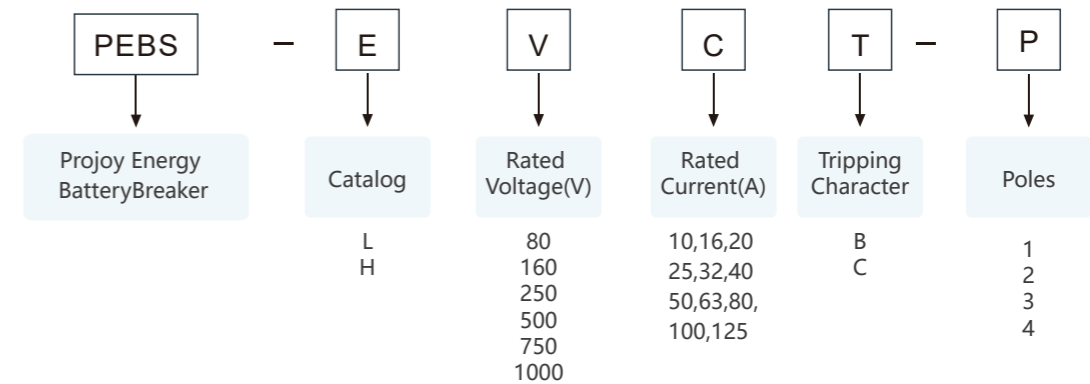 PEBS – E V C T – P
Projoy Energy
BatteryBreaker
Catalog
L
H
Rated
Voltage(V)
80
160
250
500
750
1000
Rated
Current(A)
10,16,20
25,32,40
50,63,80,
100,125
Tripping
Character
B
C
Poles
1
2
3
4